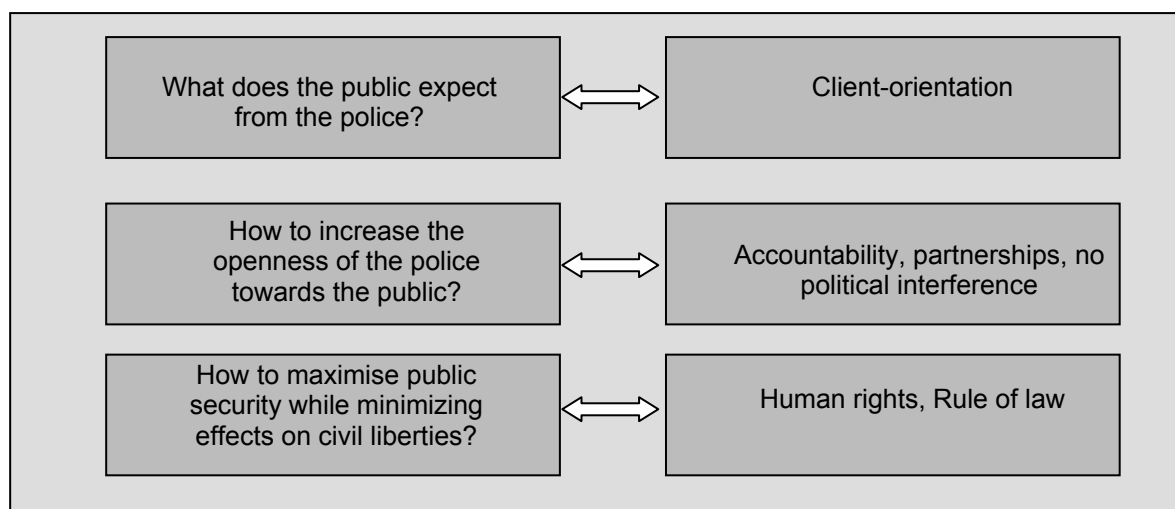 What does the public expect
from the police?
Client-orientation
How to increase the
openness of the police
towards the public?
Accountability, partnerships, no
political interference
How to maximise public
security while minimizing
effects on civil liberties?
Human rights, Rule of law